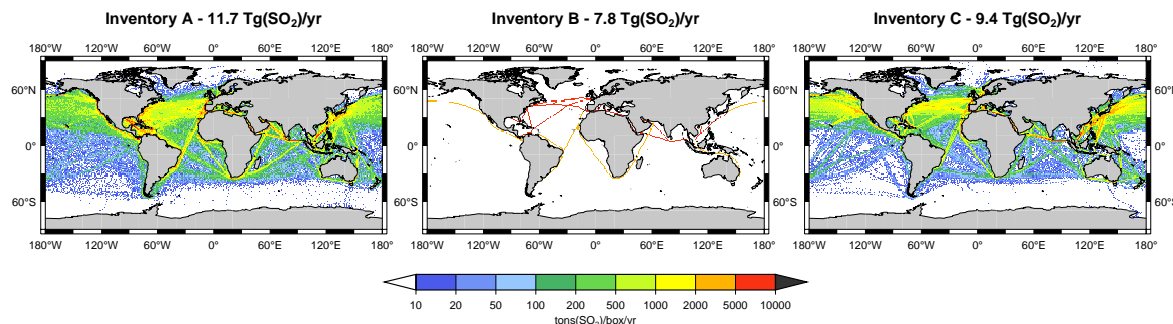 Inventory A - 11.7 Tg(SO₂)/yr
Inventory B - 7.8 Tg(SO₂)/yr
Inventory C - 9.4 Tg(SO₂)/yr
180°W 120°W 60°W 0° 60°E 120°E 180°E
180°W 120°W 60°W 0° 60°E 120°E 180°E
180°W 120°W 60°W 0° 60°E 120°E 180°E
60°N 60°N 60°N 60°N
0° 0° 0° 0°
60°S 60°S 60°S 60°S
180°W 120°W 60°W 0° 60°E 120°E 180°E
180°W 120°W 60°W 0° 60°E 120°E 180°E
180°W 120°W 60°W 0° 60°E 120°E 180°E
10 20 50 100 200 500 1000 2000 5000 10000
tons(SO₂)/box/yr